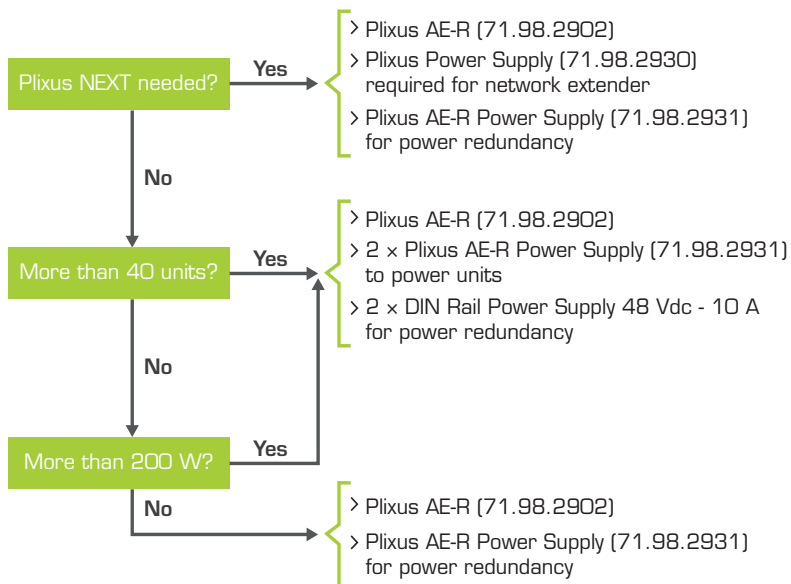 Plixus NEXT needed?
Yes
> Plixus AE-R (71.98.2902)
> Plixus Power Supply (71.98.2930)
required for network extender
> Plixus AE-R Power Supply (71.98.2931)
for power redundancy
No
More than 40 units?
Yes
> Plixus AE-R (71.98.2902)
> 2 × Plixus AE-R Power Supply (71.98.2931)
to power units
> 2 × DIN Rail Power Supply 48 Vdc - 10 A
for power redundancy
No
More than 200 W?
Yes
No
> Plixus AE-R (71.98.2902)
> Plixus AE-R Power Supply (71.98.2931)
for power redundancy